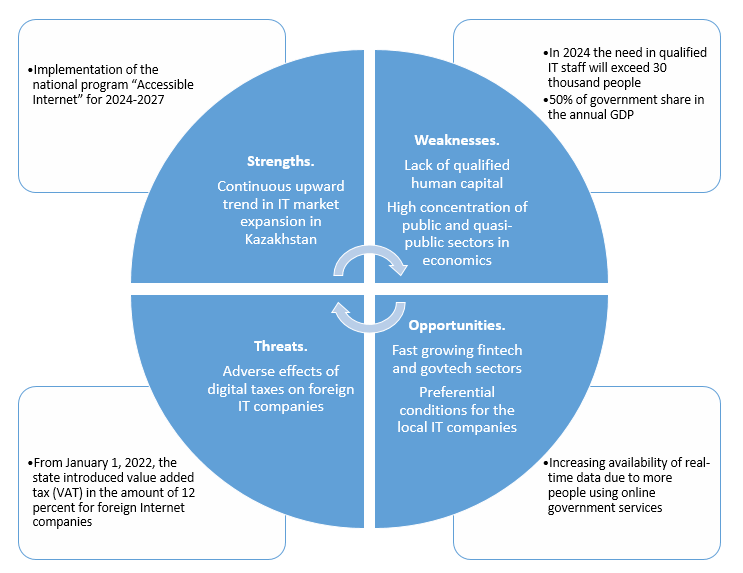 •Implementation of the
national program “Accessible
Internet” for 2024-2027
•In 2024 the need in qualified
IT staff will exceed 30
thousand people
•50% of government share in
the annual GDP
Strengths.
Continuous upward
trend in IT market
expansion in
Kazakhstan
Weaknesses.
Lack of qualified
human capital
High concentration of
public and quasi-
public sectors in
economics
Threats.
Adverse effects of
digital taxes on foreign
IT companies
Opportunities.
Fast growing fintech
and govtech sectors
Preferential
conditions for the
local IT companies
•From January 1, 2022, the
state introduced value added
tax (VAT) in the amount of 12
percent for foreign Internet
companies
•Increasing availability of real-
time data due to more
people using online
government services